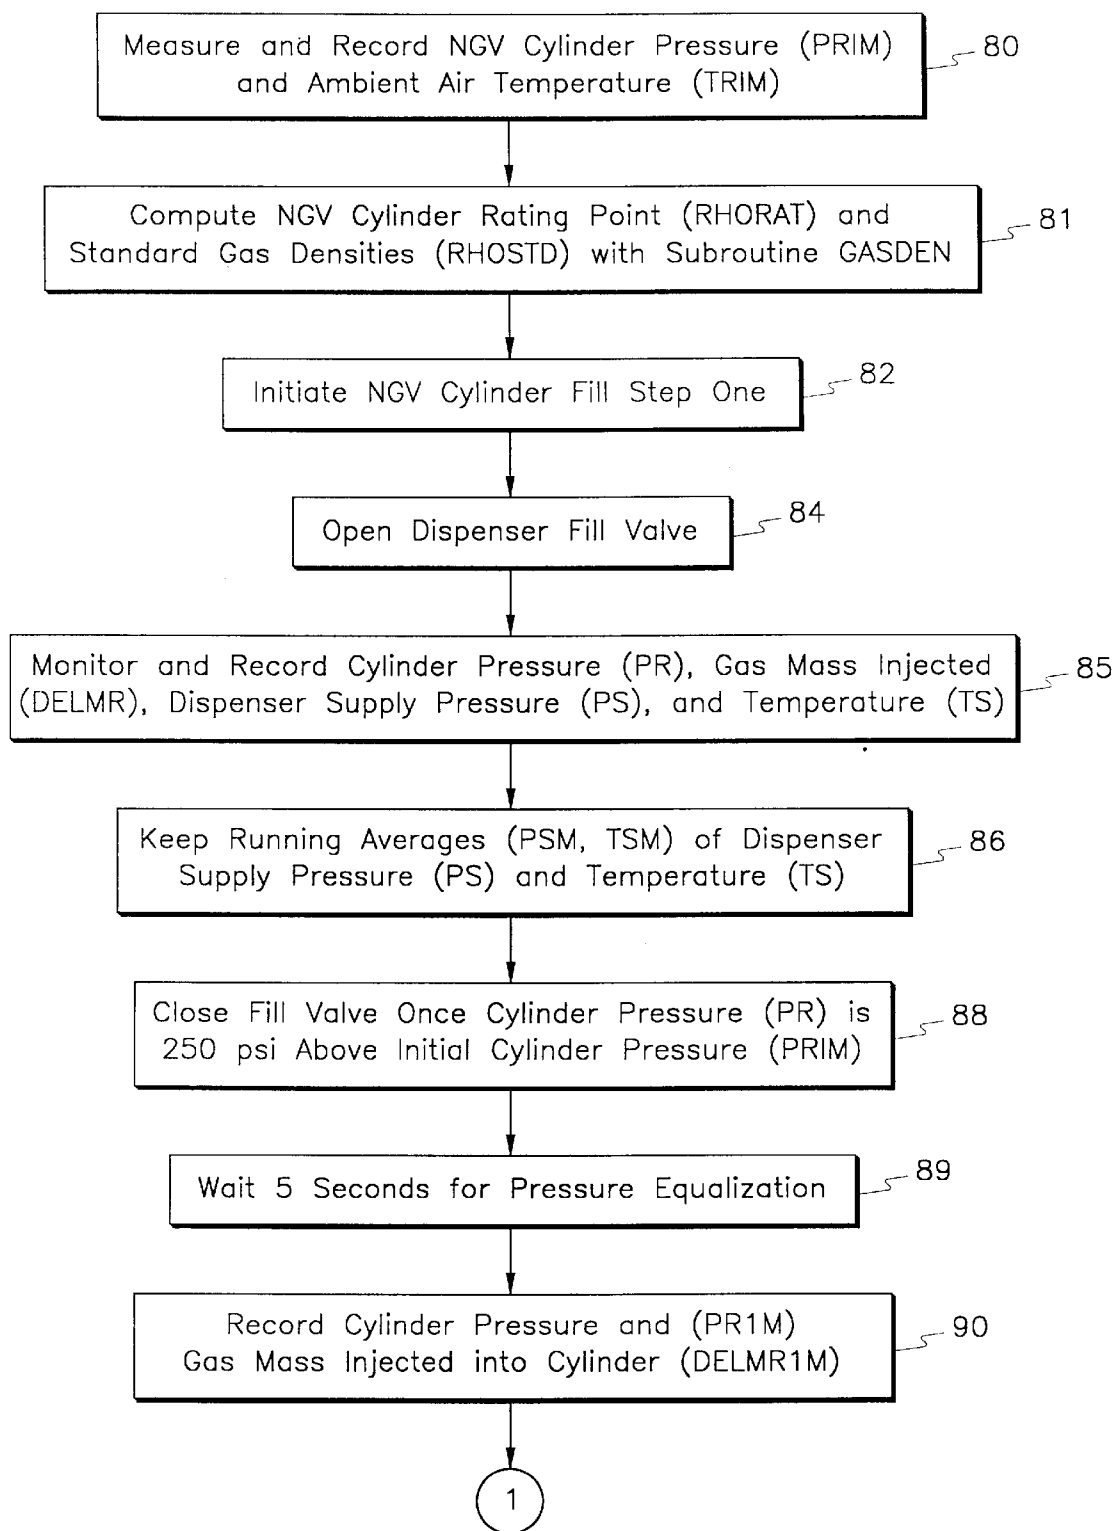 Measure and Record NGV Cylinder Pressure (PRIM)
and Ambient Air Temperature (TRIM)
80
Compute NGV Cylinder Rating Point (RHORAT) and
Standard Gas Densities (RHOSTD) with Subroutine GASDEN
81
Initiate NGV Cylinder Fill Step One
82
Open Dispenser Fill Valve
84
Monitor and Record Cylinder Pressure (PR), Gas Mass Injected
(DELMR), Dispenser Supply Pressure (PS), and Temperature (TS)
85
Keep Running Averages (PSM, TSM) of Dispenser
Supply Pressure (PS) and Temperature (TS)
86
Close Fill Valve Once Cylinder Pressure (PR) is
250 psi Above Initial Cylinder Pressure (PRIM)
88
Wait 5 Seconds for Pressure Equalization
89
Record Cylinder Pressure and (PR1M)
Gas Mass Injected into Cylinder (DELMR1M)
90
1